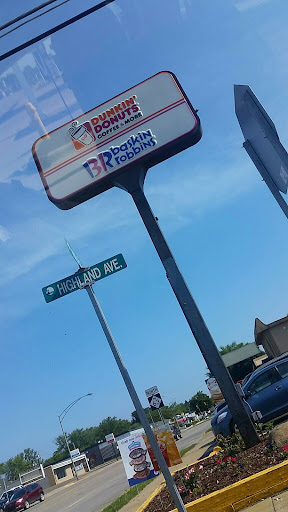 DUNKIN'
DONUTS
COFFEE & MORE
BR baskin
robbins
HIGHLAND AVE.